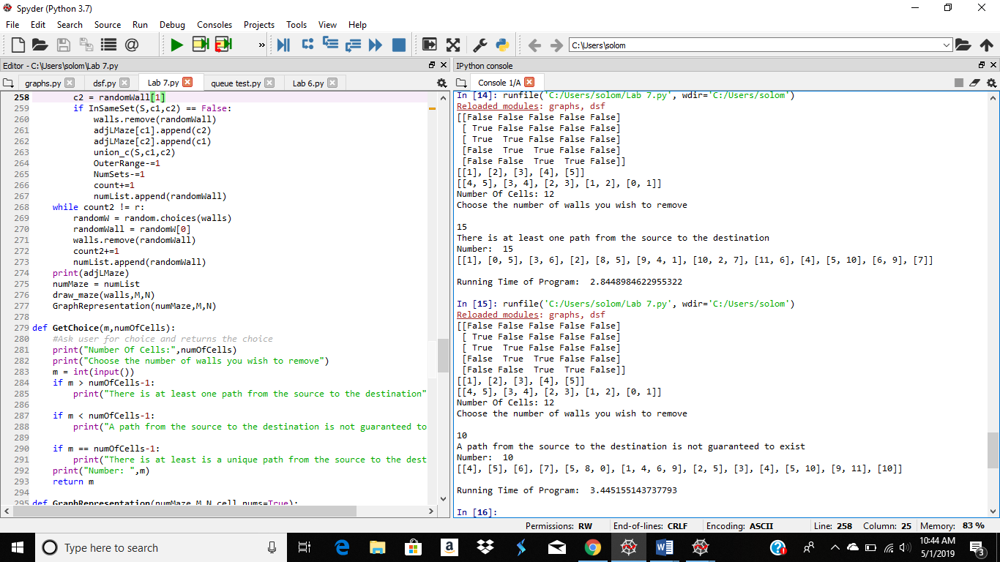 Spyder (Python 3.7)
File Edit Search Source Run Debug Consoles Projects Tools View Help
C:\Users\solom
Editor - C:\Users\solom\Lab 7.py
graphs.py dsf.py Lab 7.py queue test.py Lab 6.py
258 c2 = randomWall[1]
259 if InSameSet(S,c1,c2) == False:
260 walls.remove(randomWall)
261 adjLMaze[c1].append(c2)
262 adjLMaze[c2].append(c1)
263 union_c(S,c1,c2)
264 OuterRange-=1
265 NumSets-=1
266 count+=1
267 numList.append(randomWall)
268 while count2 != r:
269 randomW = random.choices(walls)
270 randomWall = randomW[0]
271 walls.remove(randomWall)
272 count2+=1
273 numList.append(randomWall)
274 print(adjLMaze)
275 numMaze = numList
276 draw_maze(walls,M,N)
277 GraphRepresentation(numMaze,M,N)
278
279 def GetChoice(m,numOfCells):
280 #Ask user for choice and returns the choice
281 print("Number Of Cells:",numOfCells)
282 print("Choose the number of walls you wish to remove")
283 m = int(input())
284 if m > numOfCells-1:
285 print("There is at least one path from the source to the destination"
286
287 if m < numOfCells-1:
288 print("A path from the source to the destination is not guaranteed to
289
290 if m == numOfCells-1:
291 print("There is at least is a unique path from the source to the dest
292 print("Number: ",m)
293 return m
294
295 def GraphRepresentation(numMaze,M,N,cell_nums=True):
IPython console
Console 1/A
In [14]: runfile('C:/Users/solom/Lab 7.py', wdir='C:/Users/solom')
Reloaded modules: graphs, dsf
[[False False False False False]
[ True False False False False]
[ True  True False False False]
[False  True  True False False]
[False False  True  True False]]
[[1], [2], [3], [4], [5]]
[[4, 5], [3, 4], [2, 3], [1, 2], [0, 1]]
Number Of Cells: 12
Choose the number of walls you wish to remove
15
There is at least one path from the source to the destination
Number:  15
[[1], [0, 5], [3, 6], [2], [8, 5], [9, 4, 1], [10, 2, 7], [11, 6], [4], [5, 10], [6, 9], [7]]
Running Time of Program:  2.8448984622955322
In [15]: runfile('C:/Users/solom/Lab 7.py', wdir='C:/Users/solom')
Reloaded modules: graphs, dsf
[[False False False False False]
[ True False False False False]
[ True  True False False False]
[False  True  True False False]
[False False  True  True False]]
[[1], [2], [3], [4], [5]]
[[4, 5], [3, 4], [2, 3], [1, 2], [0, 1]]
Number Of Cells: 12
Choose the number of walls you wish to remove
10
A path from the source to the destination is not guaranteed to exist
Number:  10
[[4], [5], [6], [7], [5, 8, 0], [1, 4, 6, 9], [2, 5], [3], [4], [5, 10], [9, 11], [10]]
Running Time of Program:  3.445155143737793
In [16]:
Permissions: RW End-of-lines: CRLF Encoding: ASCII Line: 258 Column: 25 Memory: 83 %
Type here to search
10:44 AM
5/1/2019
3